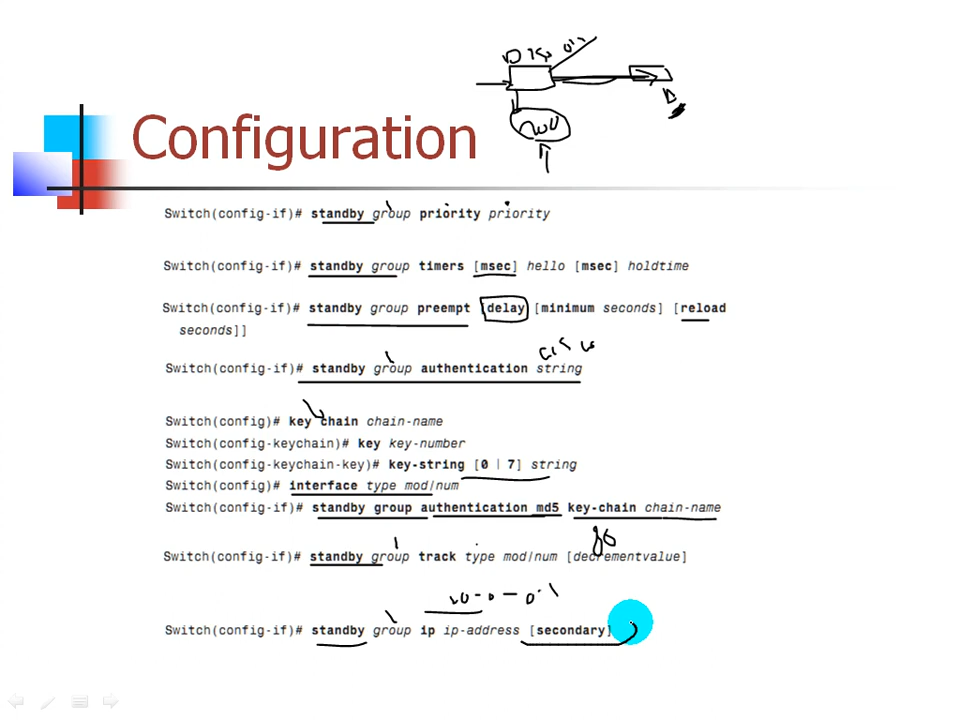 Configuration
Switch(config-if)# standby group priority priority
Switch(config-if)# standby group timers [msec] hello [msec] holdtime
Switch(config-if)# standby group preempt [delay] [minimum seconds] [reload
seconds]]
Switch(config-if)# standby group authentication string
Switch(config)# key chain chain-name
Switch(config-keychain)# key key-number
Switch(config-keychain-key)# key-string [0 | 7] string
Switch(config)# interface type mod/num
Switch(config-if)# standby group authentication md5 key-chain chain-name
Switch(config-if)# standby group track type mod/num [decrementvalue]
Switch(config-if)# standby group ip ip-address [secondary]